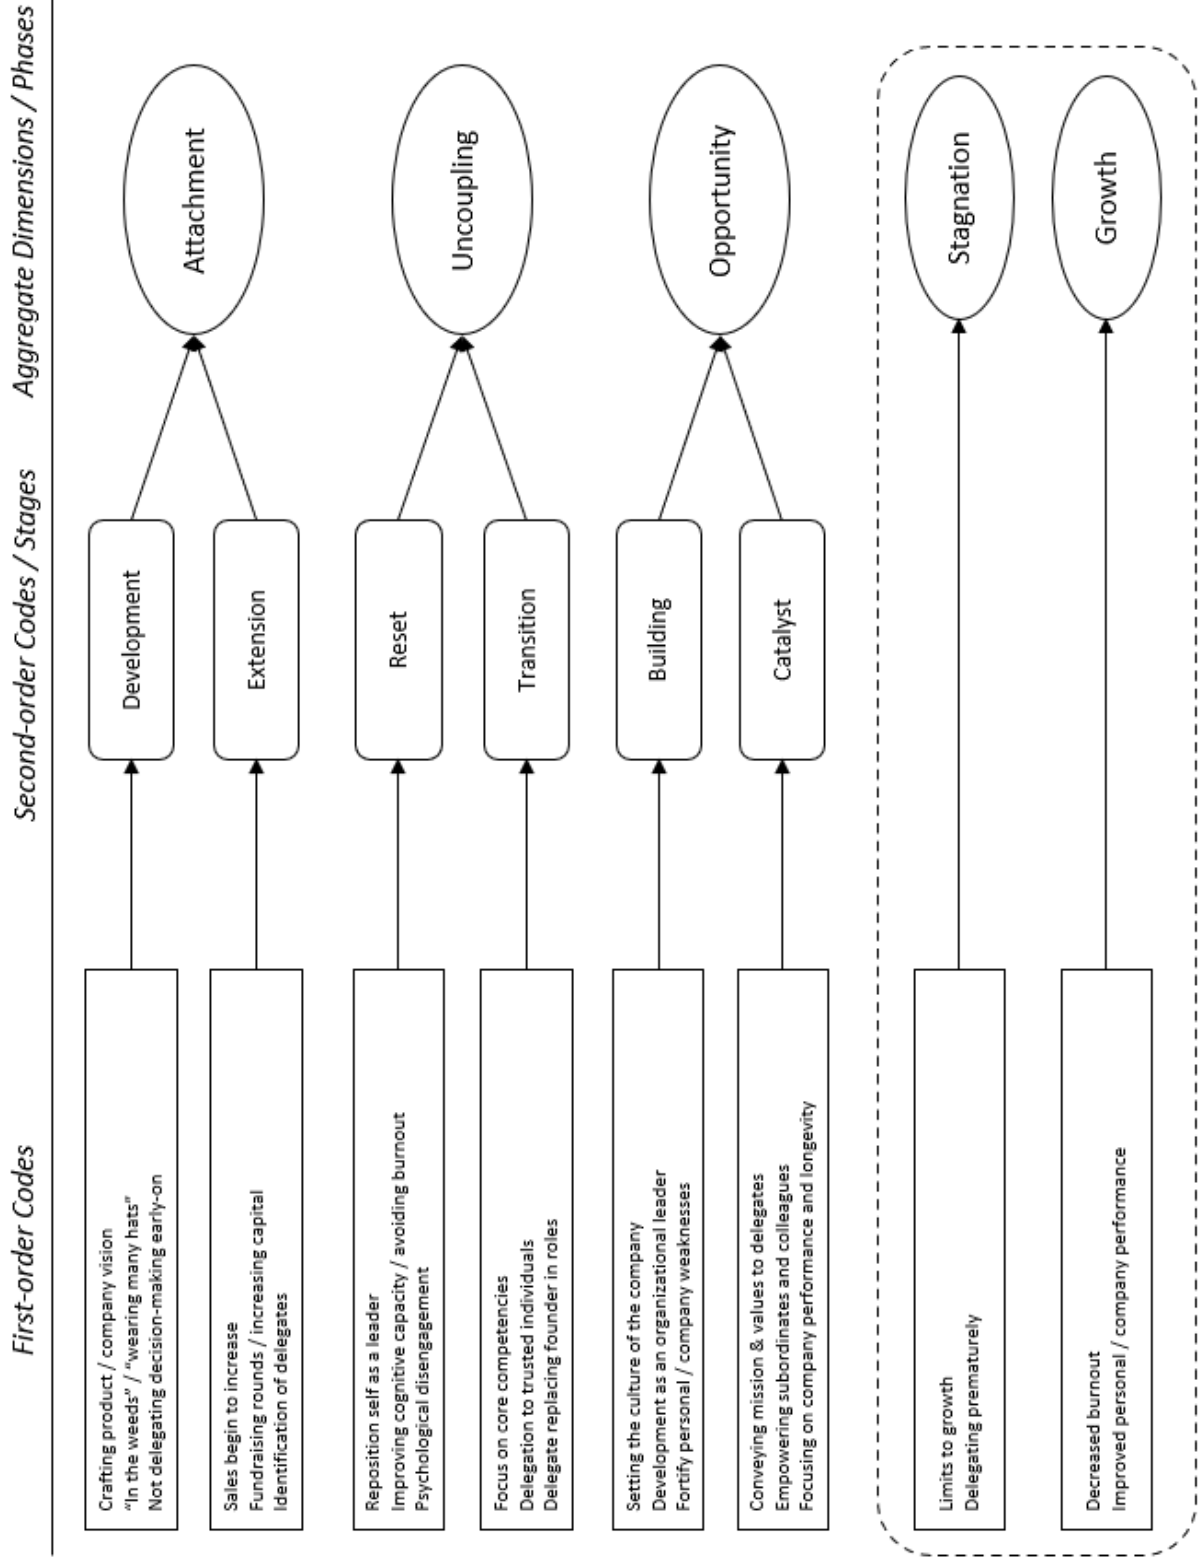 First-order Codes
Second-order Codes / Stages
Aggregate Dimensions / Phases
Crafting product / company vision
“In the weeds” / “wearing many hats”
Not delegating decision-making early-on
Development
Attachment
Sales begin to increase
Fundraising rounds / increasing capital
Identification of delegates
Extension
Reposition self as a leader
Improving cognitive capacity / avoiding burnout
Psychological disengagement
Reset
Uncoupling
Focus on core competencies
Delegation to trusted individuals
Delegate replacing founder in roles
Transition
Setting the culture of the company
Development as an organizational leader
Fortify personal / company weaknesses
Building
Opportunity
Conveying mission & values to delegates
Empowering subordinates and colleagues
Focusing on company performance and longevity
Catalyst
Limits to growth
Delegating prematurely
Stagnation
Decreased burnout
Improved personal / company performance
Growth